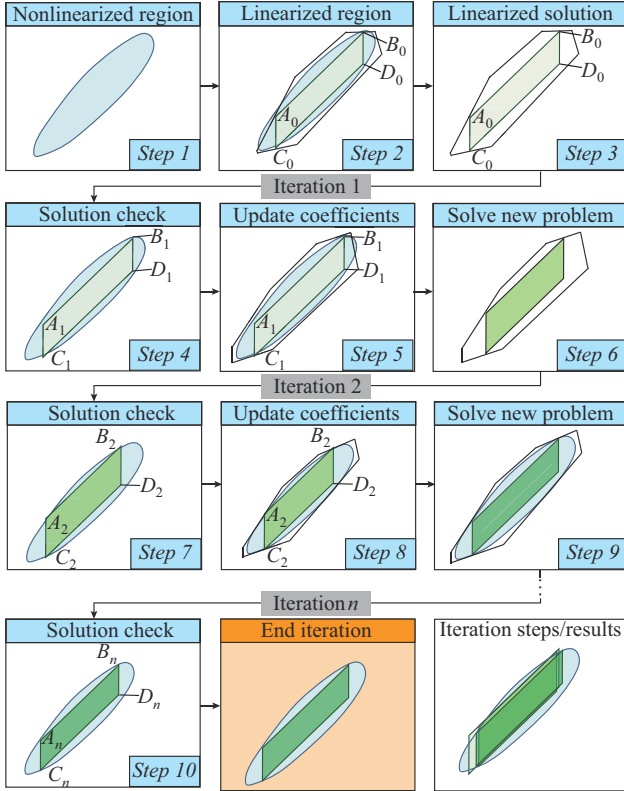 Nonlinearized region
Linearized region
Linearized solution
B₀
D₀
A₀
C₀
B₀
D₀
A₀
C₀
Step 1
Step 2
Step 3
Iteration 1
Solution check
Update coefficients
Solve new problem
B₁
D₁
A₁
C₁
B₁
D₁
A₁
C₁
Step 4
Step 5
Step 6
Iteration 2
Solution check
Update coefficients
Solve new problem
B₂
D₂
A₂
C₂
B₂
D₂
A₂
C₂
Step 7
Step 8
Step 9
Iteration n
Solution check
End iteration
Iteration steps/results
Bₙ
Dₙ
Aₙ
Cₙ
Step 10